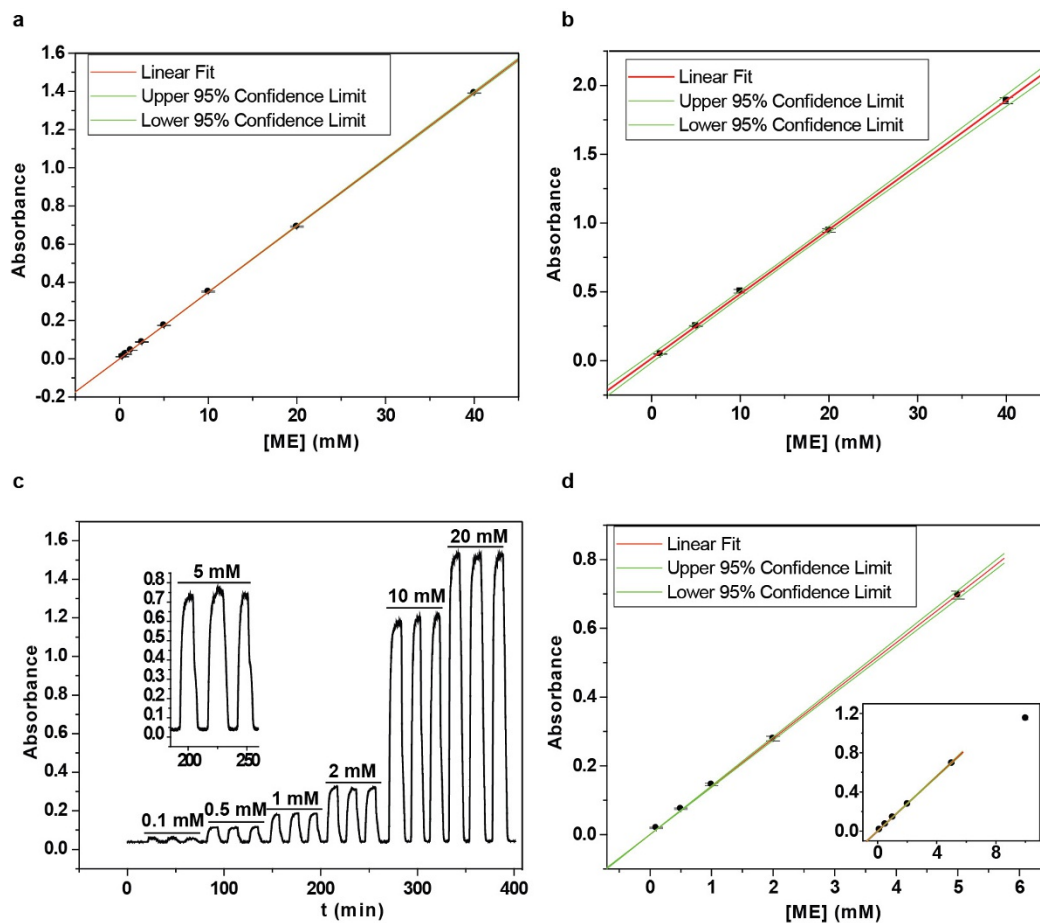 a
1.6
1.4
1.2
1.0
0.8
0.6
0.4
0.2
0.0
-0.2
Absorbance
Linear Fit
Upper 95% Confidence Limit
Lower 95% Confidence Limit
0 10 20 30 40
[ME] (mM)
b
2.0
1.5
1.0
0.5
0.0
Absorbance
Linear Fit
Upper 95% Confidence Limit
Lower 95% Confidence Limit
0 10 20 30 40
[ME] (mM)
c
1.6
1.4
1.2
1.0
0.8
0.6
0.4
0.2
0.0
Absorbance
0.8
0.7
0.6
0.5
0.4
0.3
0.2
0.1
0.0
5 mM
200 250
0.1 mM
0.5 mM
1 mM
2 mM
10 mM
20 mM
0 100 200 300 400
t (min)
d
0.8
0.6
0.4
0.2
0.0
Absorbance
Linear Fit
Upper 95% Confidence Limit
Lower 95% Confidence Limit
1.2
0.8
0.4
0.0
0 4 8
0 1 2 3 4 5 6
[ME] (mM)